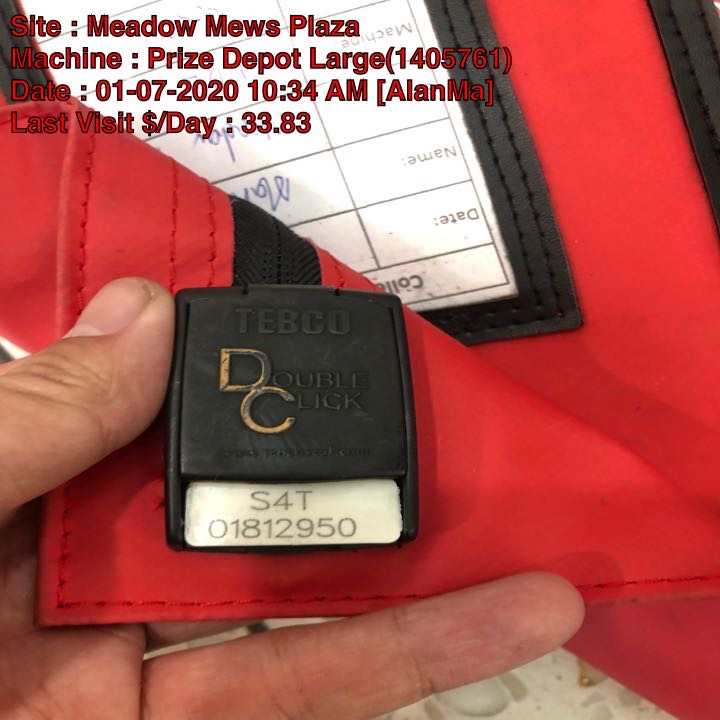 Site : Meadow Mews Plaza
Machine : Prize Depot Large(1405761)
Date : 01-07-2020 10:34 AM [AlanMa]
Last Visit $/Day : 33.83
Machine
Name:
Date:
TEBCO
DOUBLE
CLICK
S4T
01812950